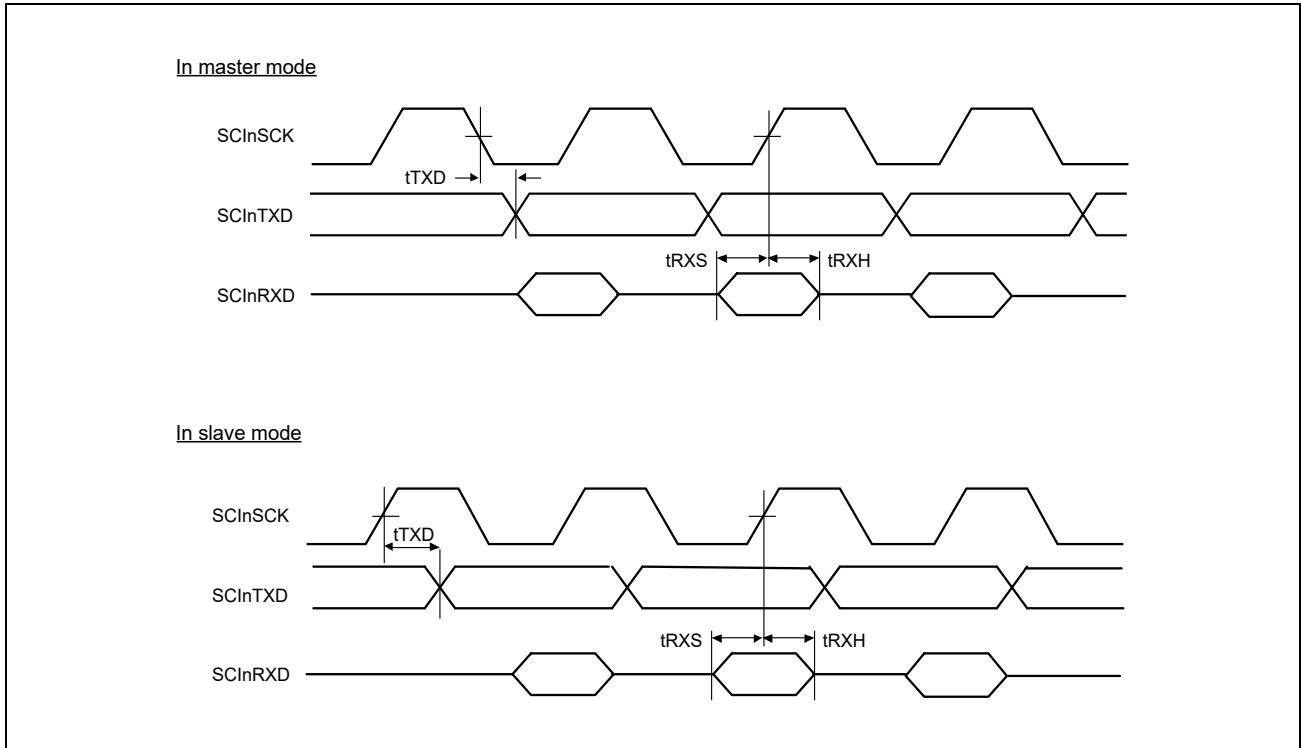 In master mode
SCInSCK
tTXD
SCInTXD
tRXS
tRXH
SCInRXD
In slave mode
SCInSCK
tTXD
SCInTXD
tRXS
tRXH
SCInRXD